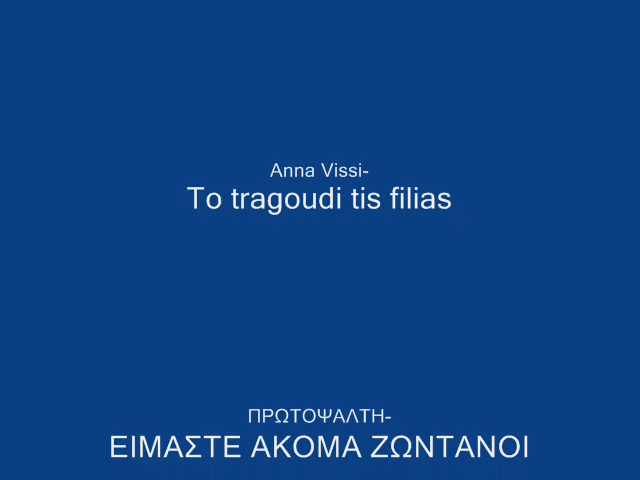 Anna Vissi-
To tragoudi tis filias
ΠΡΩΤΟΨΑΛΤΗ-
ΕΙΜΑΣΤΕ ΑΚΟΜΑ ΖΩΝΤΑΝΟΙ